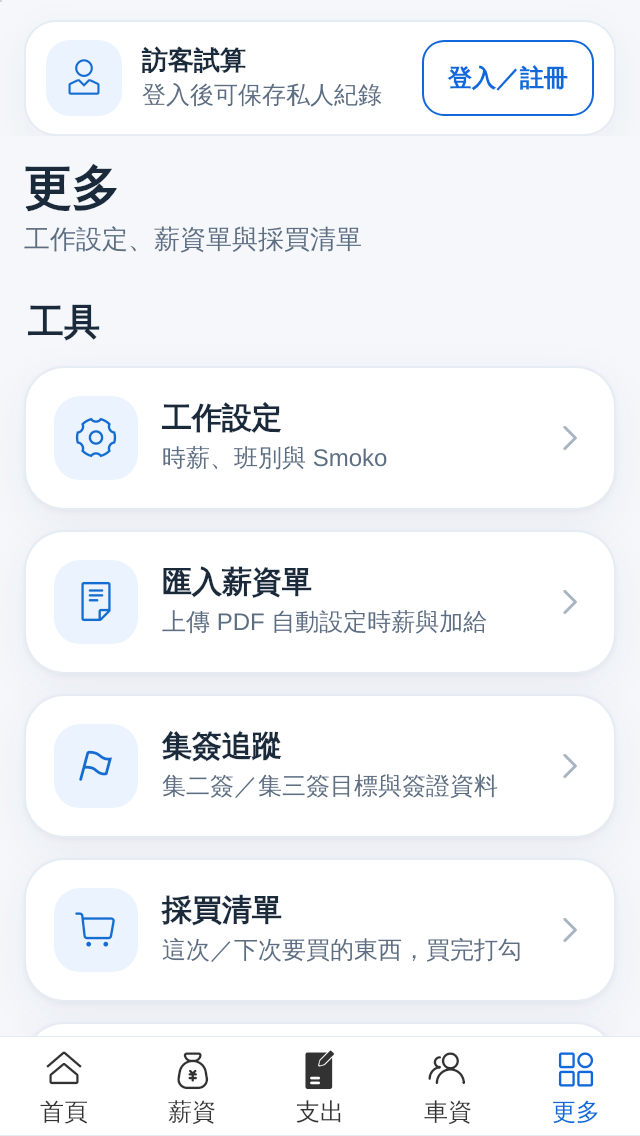 訪客試算
登入後可保存私人紀錄
登入／註冊
更多
工作設定、薪資單與採買清單
工具
工作設定
時薪、班別與 Smoko
匯入薪資單
上傳 PDF 自動設定時薪與加給
集簽追蹤
集二簽／集三簽目標與簽證資料
採買清單
這次／下次要買的東西，買完打勾
首頁
薪資
支出
車資
更多